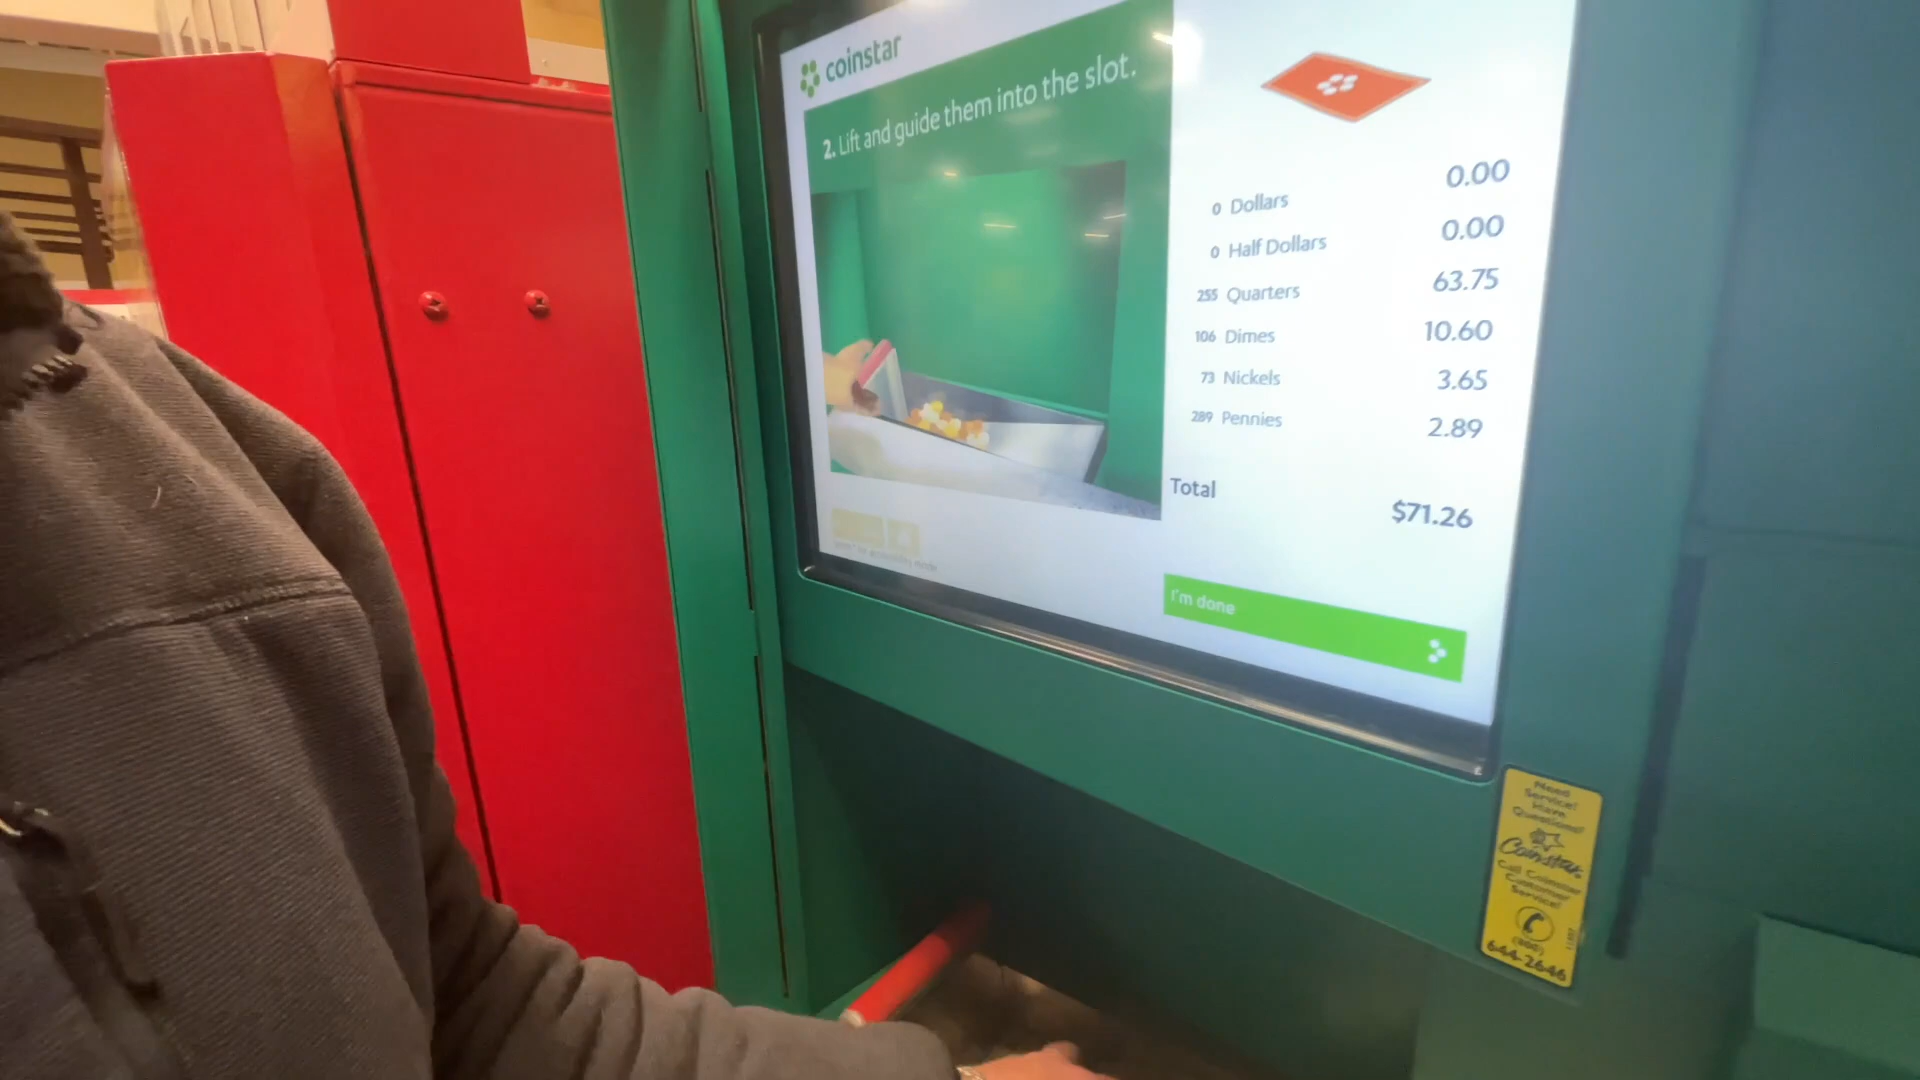 coinstar
2. Lift and guide them into the slot.
0 Dollars 0.00
0 Half Dollars 0.00
255 Quarters 63.75
106 Dimes 10.60
73 Nickels 3.65
289 Pennies 2.89
Total $71.26
I'm done
Need
Service?
Have
Questions?
Coinstar
Call Coinstar
Customer
Service!
(800)
644-2646